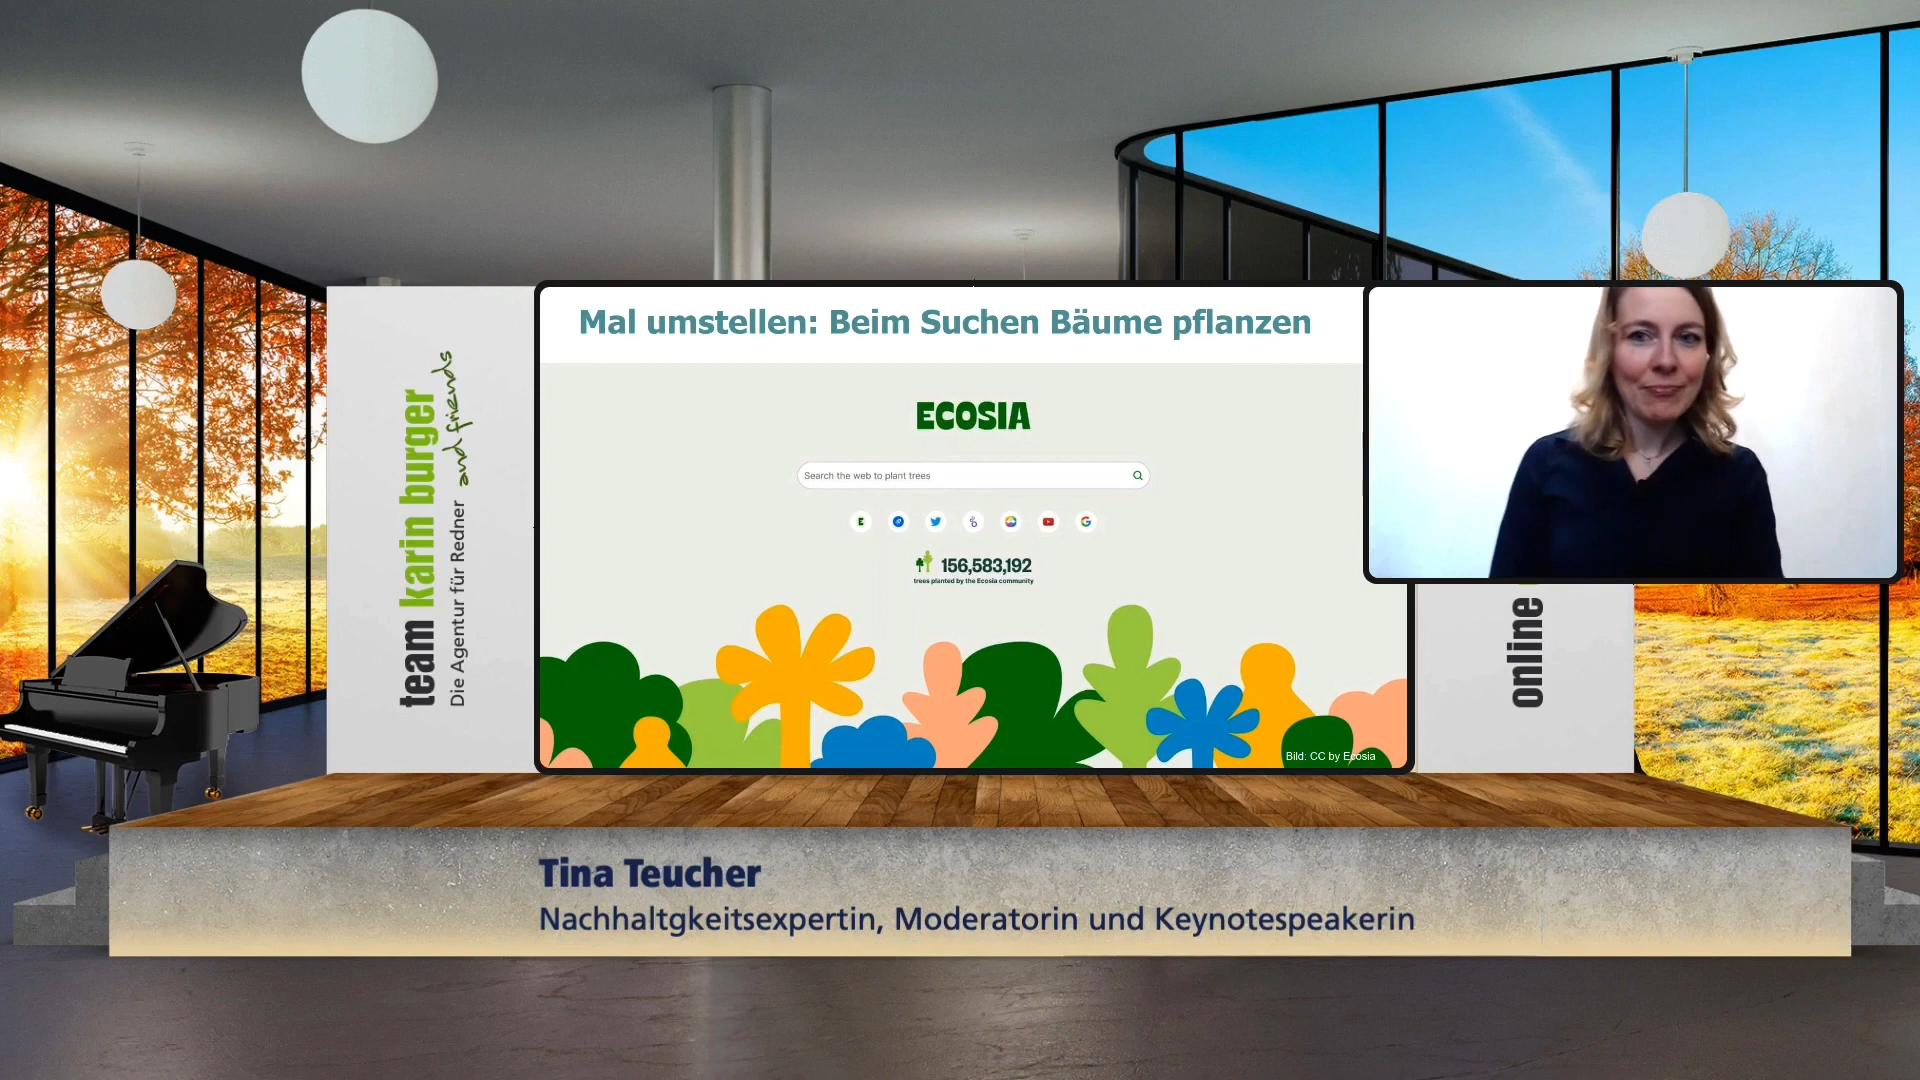 Mal umstellen: Beim Suchen Bäume pflanzen
ECOSIA
Search the web to plant trees
156,583,192
trees planted by the Ecosia community
Bild: CC by Ecosia
team karin burger
and friends
Die Agentur für Redner
online
Tina Teucher
Nachhaltgkeitsexpertin, Moderatorin und Keynotespeakerin